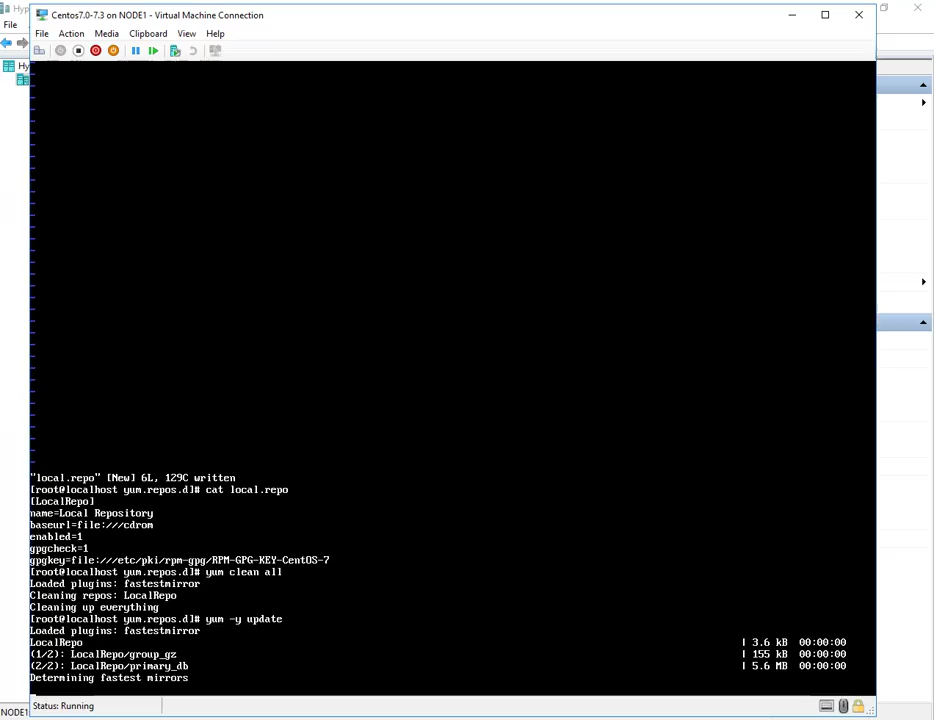 Hyp
File
Centos7.0-7.3 on NODE1 - Virtual Machine Connection
File Action Media Clipboard View Help
Hy
"local.repo" [New] 6L, 129C written
[root@localhost yum.repos.d]# cat local.repo
[LocalRepo]
name=Local Repository
baseurl=file:///cdrom
enabled=1
gpgcheck=1
gpgkey=file:///etc/pki/rpm-gpg/RPM-GPG-KEY-CentOS-7
[root@localhost yum.repos.d]# yum clean all
Loaded plugins: fastestmirror
Cleaning repos: LocalRepo
Cleaning up everything
[root@localhost yum.repos.d]# yum -y update
Loaded plugins: fastestmirror
LocalRepo | 3.6 kB 00:00:00
(1/2): LocalRepo/group_gz | 155 kB 00:00:00
(2/2): LocalRepo/primary_db | 5.6 MB 00:00:00
Determining fastest mirrors
Status: Running
NODE1